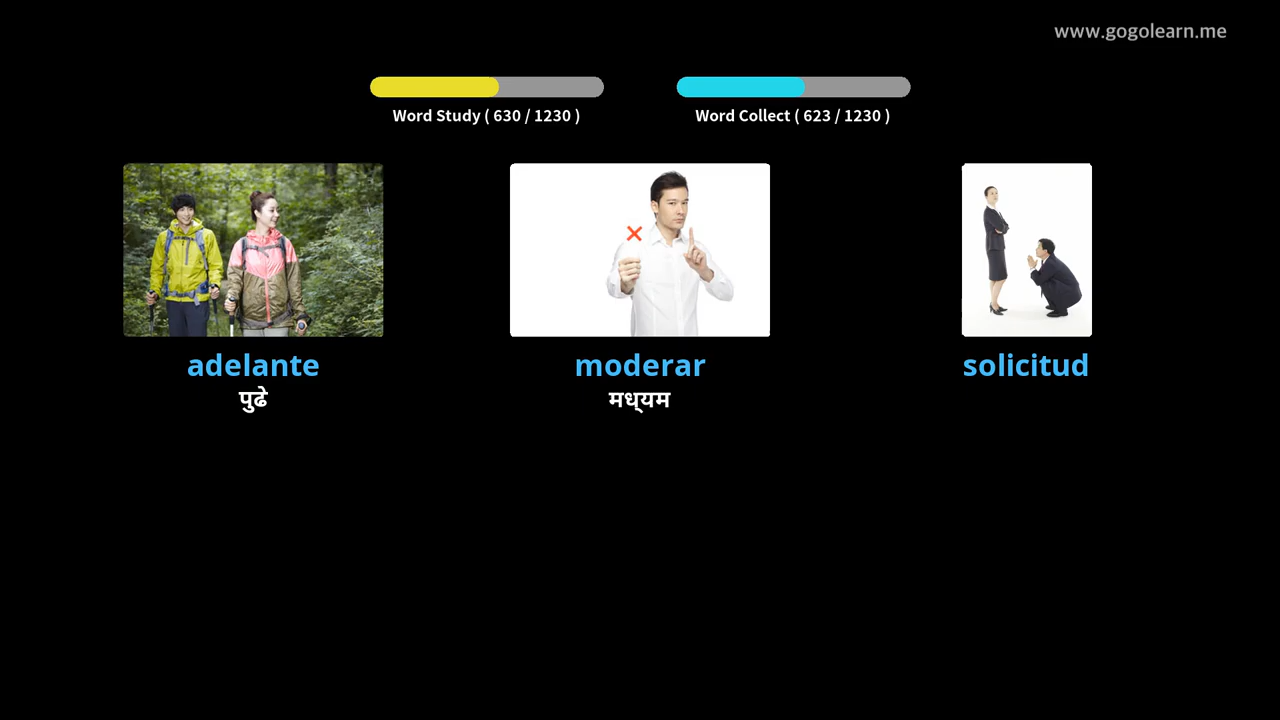 www.gogolearn.me
Word Study ( 630 / 1230 )
Word Collect ( 623 / 1230 )
adelante
पुढे
moderar
मध्यम
solicitud